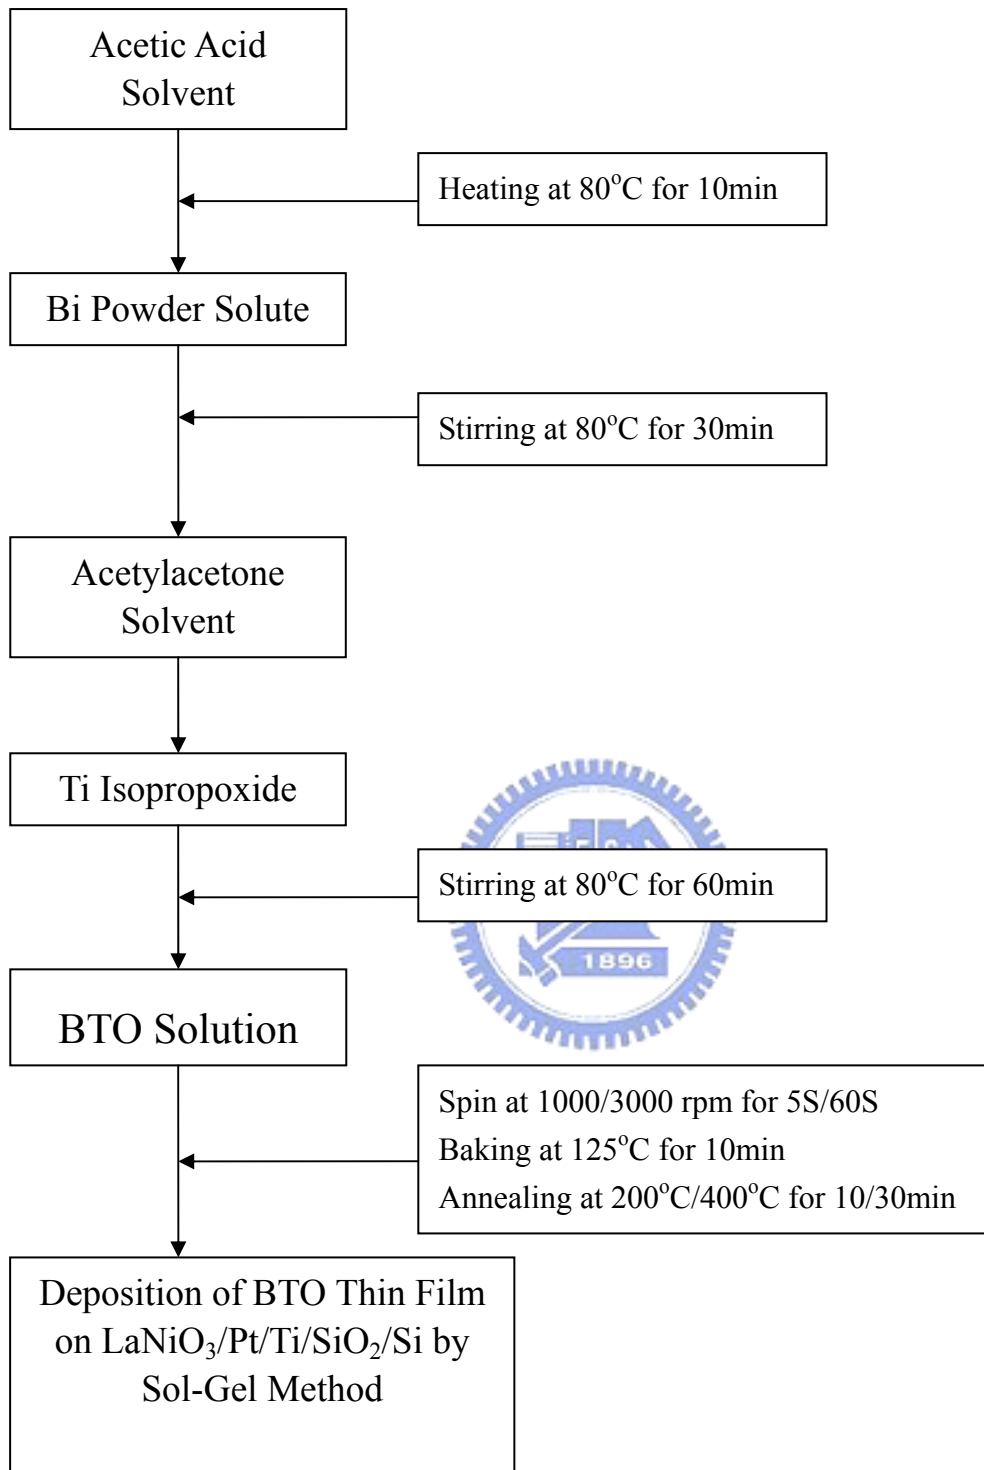 Acetic Acid
Solvent
Heating at 80°C for 10min
Bi Powder Solute
Stirring at 80°C for 30min
Acetylacetone
Solvent
Ti Isopropoxide
Stirring at 80°C for 60min
1896
BTO Solution
Spin at 1000/3000 rpm for 5S/60S
Baking at 125°C for 10min
Annealing at 200°C/400°C for 10/30min
Deposition of BTO Thin Film
on LaNiO₃/Pt/Ti/SiO₂/Si by
Sol-Gel Method